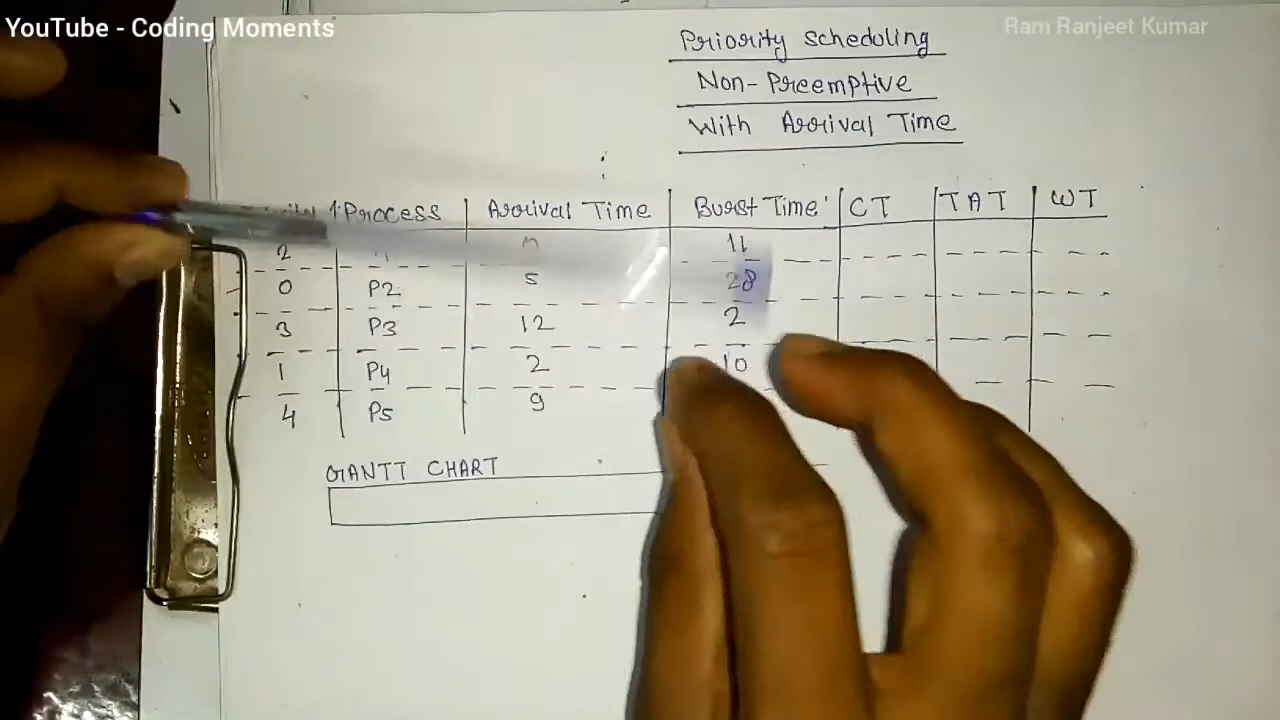 YouTube - Coding Moments
Ram Ranjeet Kumar
Priority Scheduling
Non-Preemptive
With Arrival Time
Process Arrival Time Burst Time CT TAT WT
2 11
0 P2 5 28
3 P3 12 2
1 P4 2 10
4 P5 9
GANTT CHART